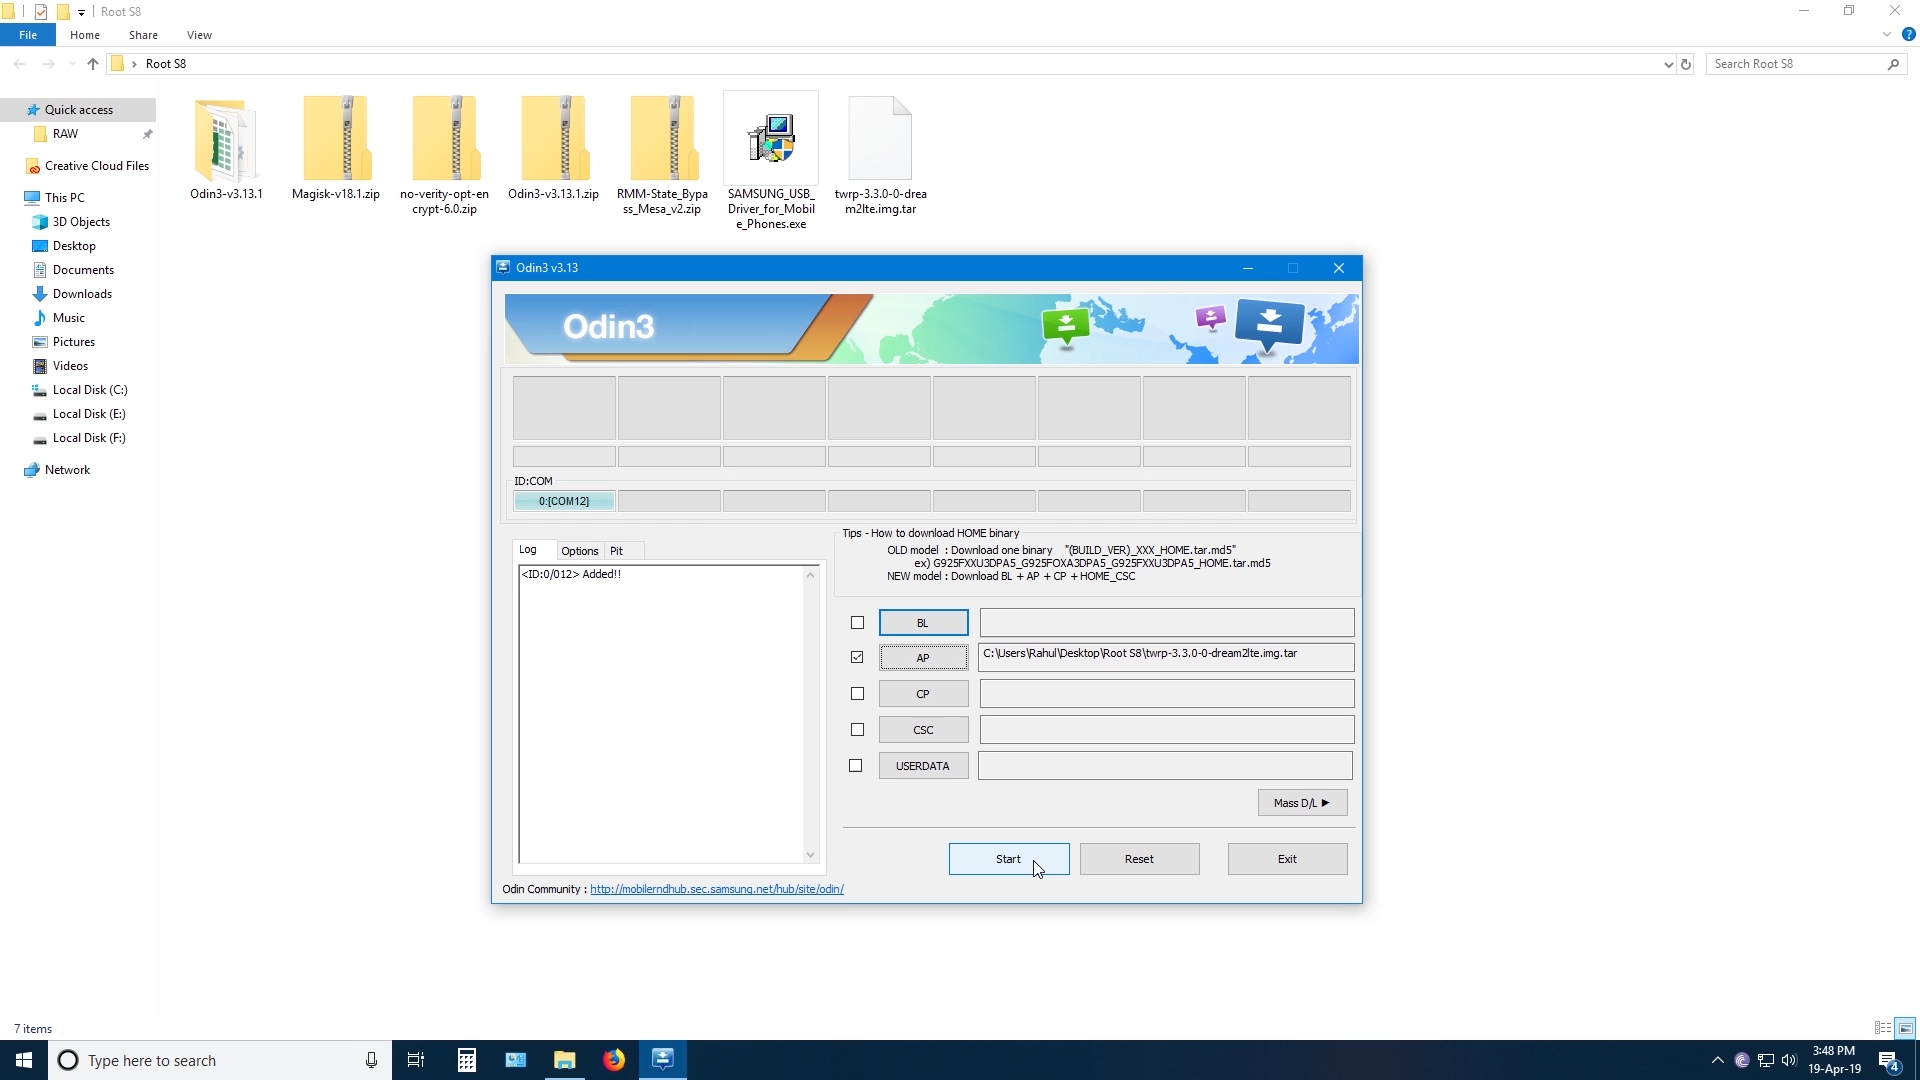 Root S8
File
Home
Share
View
Root S8
Search Root S8
Quick access
RAW
Creative Cloud Files
This PC
3D Objects
Desktop
Documents
Downloads
Music
Pictures
Videos
Local Disk (C:)
Local Disk (E:)
Local Disk (F:)
Network
Odin3-v3.13.1
Magisk-v18.1.zip
no-verity-opt-en
crypt-6.0.zip
Odin3-v3.13.1.zip
RMM-State_Bypa
ss_Mesa_v2.zip
SAMSUNG_USB_
Driver_for_Mobil
e_Phones.exe
twrp-3.3.0-0-drea
m2lte.img.tar
Odin3 v3.13
Odin3
ID:COM
0:[COM12]
Log
Options
Pit
<ID:0/012> Added!!
Tips - How to download HOME binary
OLD model : Download one binary "(BUILD_VER)_XXX_HOME.tar.md5"
ex) G925FXXU3DPA5_G925FOXA3DPA5_G925FXXU3DPA5_HOME.tar.md5
NEW model : Download BL + AP + CP + HOME_CSC
BL
AP
C:\Users\Rahul\Desktop\Root S8\twrp-3.3.0-0-dream2lte.img.tar
CP
CSC
USERDATA
Mass D/L
Start
Reset
Exit
Odin Community : http://mobilerndhub.sec.samsung.net/hub/site/odin/
7 items
Type here to search
3:48 PM
19-Apr-19
4